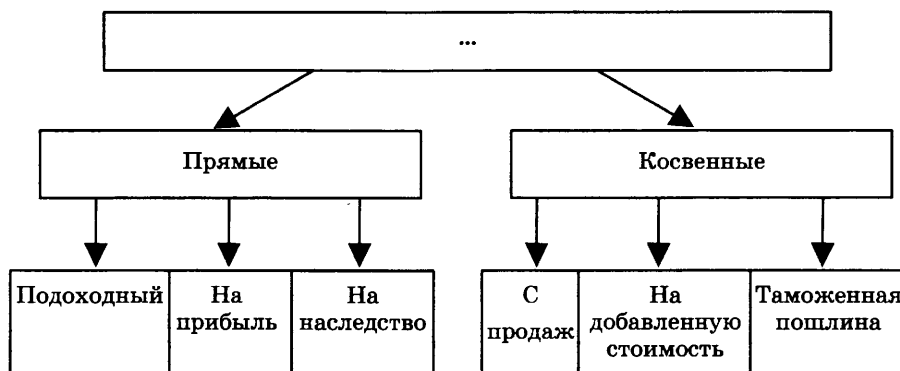 ...
Прямые
Косвенные
Подоходный
На
прибыль
На
наследство
С
продаж
На
добавленную
стоимость
Таможенная
пошлина